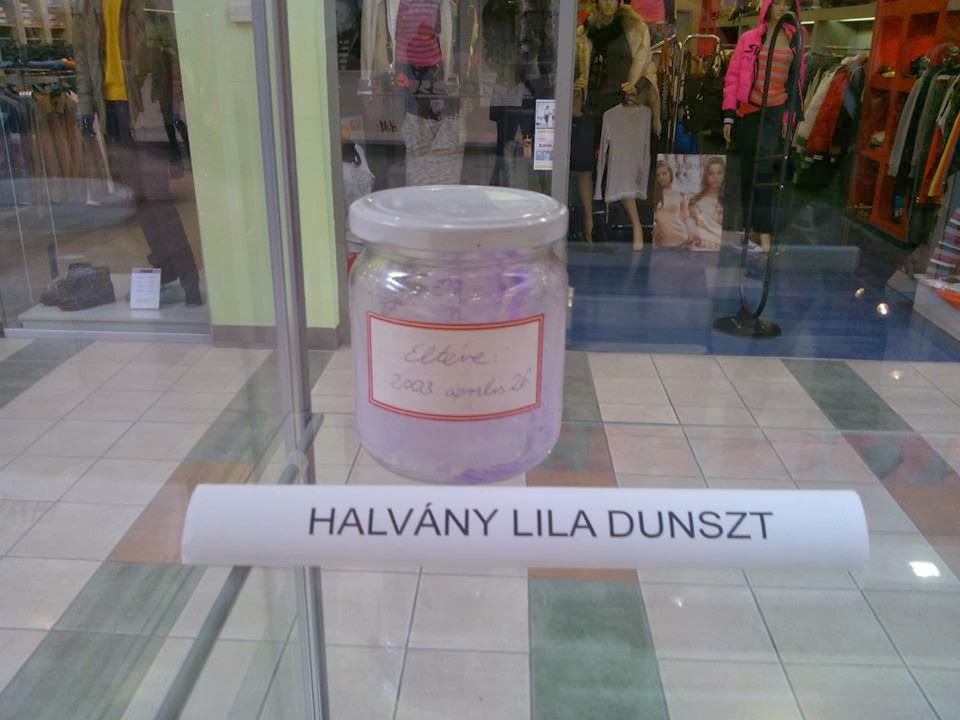 Eltéve:
2003 április 26.
HALVÁNY LILA DUNSZT